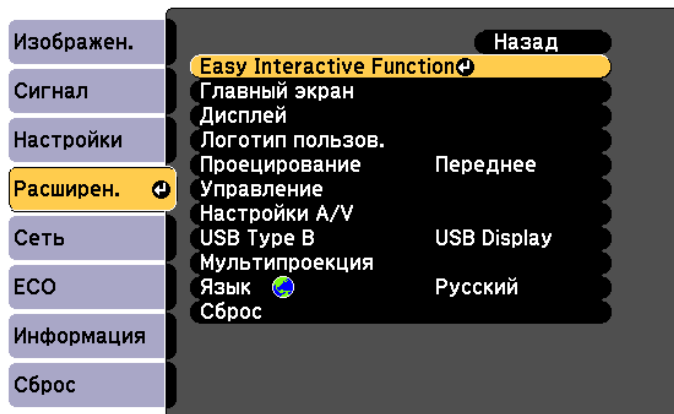 Изображен.
Сигнал
Настройки
Расширен.
Сеть
ECO
Информация
Сброс
Назад
Easy Interactive Function
Главный экран
Дисплей
Логотип пользов.
Проецирование Переднее
Управление
Настройки A/V
USB Type B USB Display
Мультипроекция
Язык Русский
Сброс